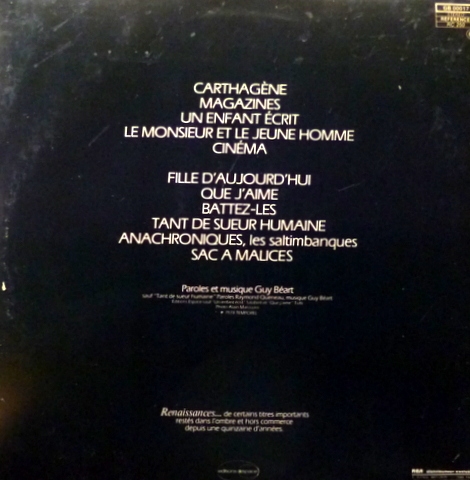 CARTHAGÈNE
MAGAZINES
UN ENFANT ÉCRIT
LE MONSIEUR ET LE JEUNE HOMME
CINÉMA
FILLE D'AUJOURD'HUI
QUE J'AIME
BATTEZ-LES
TANT DE SUEUR HUMAINE
ANACHRONIQUES, les saltimbanques
SAC A MALICES
Paroles et musique Guy Béart
sauf "Tant de sueur humaine" Paroles Raymond Queneau, musique Guy Béart
Renaissances... de certains titres importants
restés dans l'ombre et hors commerce
depuis une quinzaine d'années.